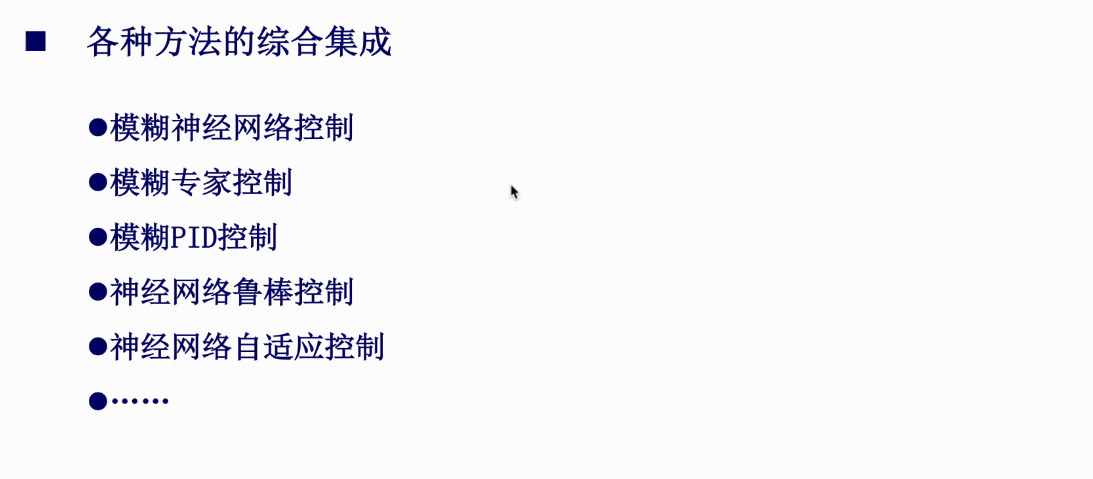 ■ 各种方法的综合集成
●模糊神经网络控制
●模糊专家控制
●模糊PID控制
●神经网络鲁棒控制
●神经网络自适应控制
●……